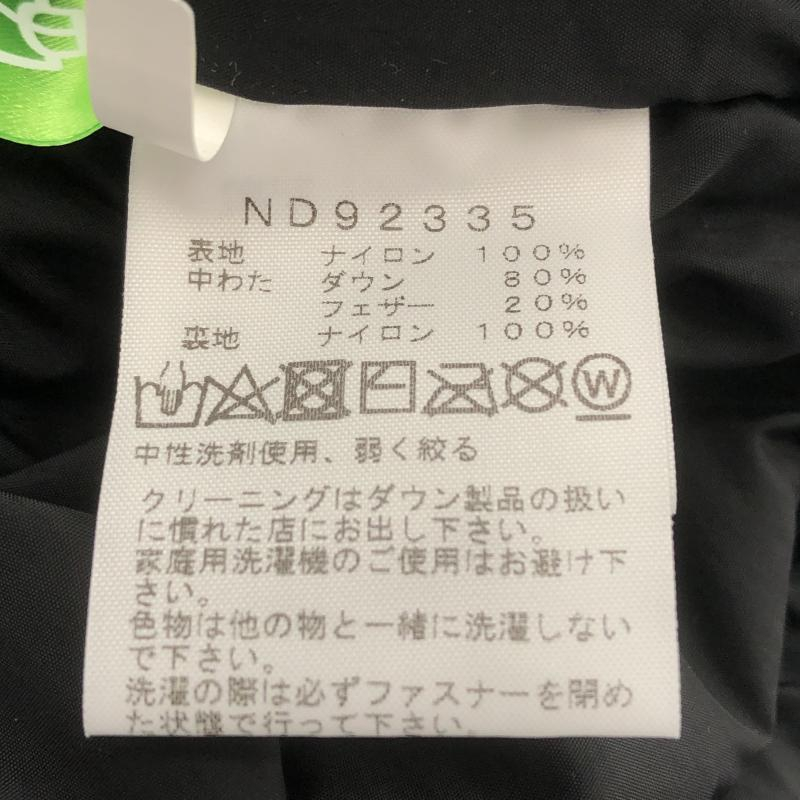 ND92335
表地 ナイロン 100%
中わた ダウン 80%
フェザー 20%
裏地 ナイロン 100%
W
中性洗剤使用、弱く絞る
クリーニングはダウン製品の扱い
に慣れた店にお出し下さい。
家庭用洗濯機のご使用はお避け下
さい。
色物は他の物と一緒に洗濯しない
で下さい。
洗濯の際は必ずファスナーを閉め
た状態で行って下さい。